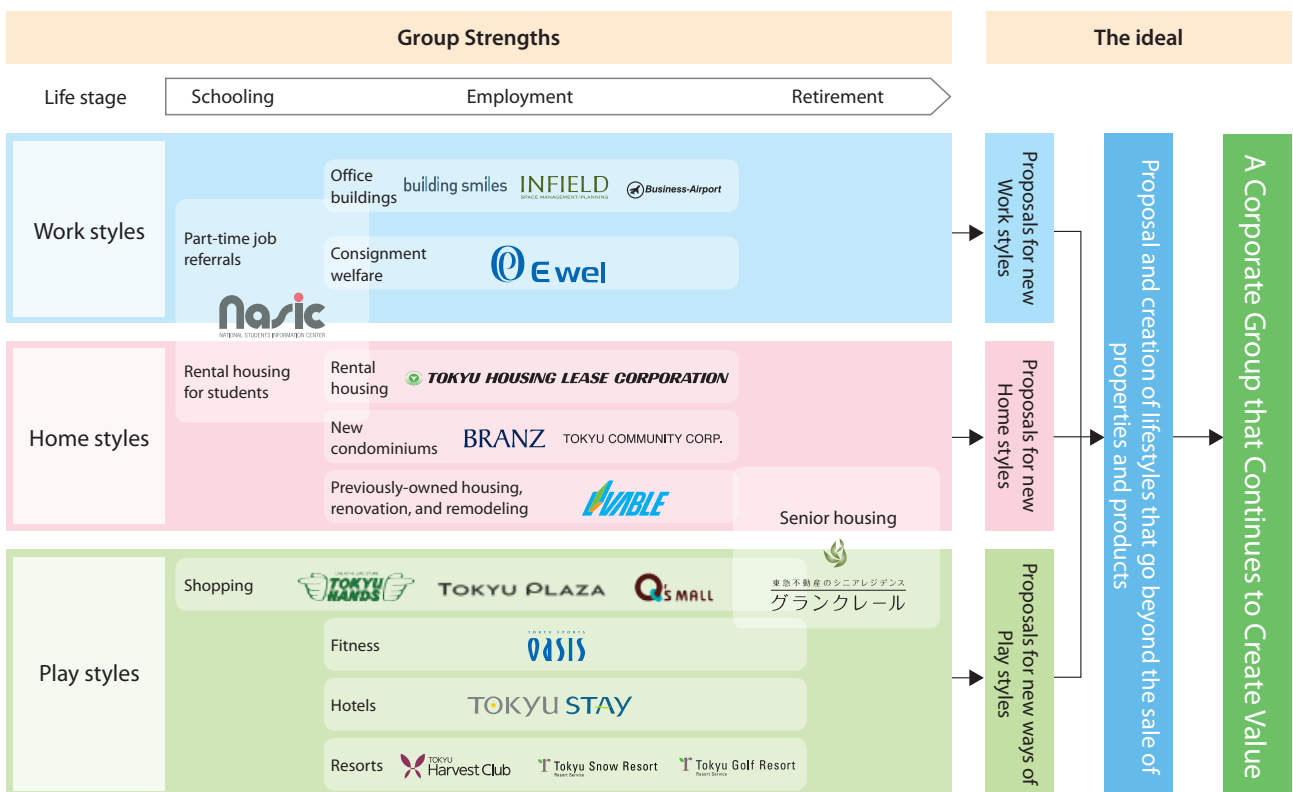 Group Strengths
The ideal
Life stage
Schooling
Employment
Retirement
Work styles
Part-time job
referrals
Office
buildings
building smiles
INFIELD
SPACE MANAGEMENT/PLANNING
Business-Airport
Consignment
welfare
Ewel
nasic
NATIONAL STUDENTS INFORMATION CENTER
Home styles
Rental housing
for students
Rental
housing
TOKYU HOUSING LEASE CORPORATION
New
condominiums
BRANZ
TOKYU COMMUNITY CORP.
Previously-owned housing,
renovation, and remodeling
LIVABLE
Senior housing
東急不動産のシニアレジデンス
グランクレール
Play styles
Shopping
TOKYU
HANDS
TOKYU PLAZA
Q's MALL
Fitness
TOKYU SPORTS
OASIS
Hotels
TOKYU STAY
Resorts
TOKYU
Harvest Club
Tokyu Snow Resort
Resort Service
Tokyu Golf Resort
Resort Service
Proposals for new
Work styles
Proposals for new
Home styles
Proposals for new ways of
Play styles
Proposal and creation of lifestyles that go beyond the sale of
properties and products
A Corporate Group that Continues to Create Value